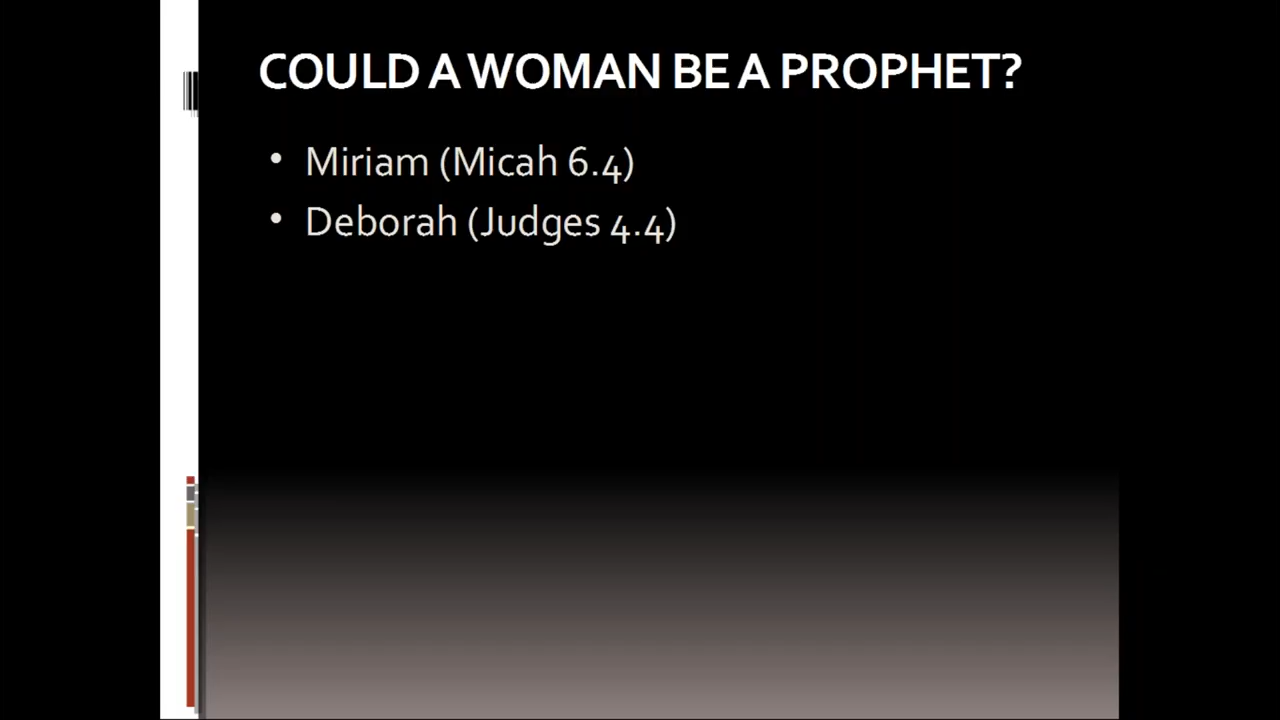 COULD A WOMAN BE A PROPHET?
• Miriam (Micah 6.4)
• Deborah (Judges 4.4)